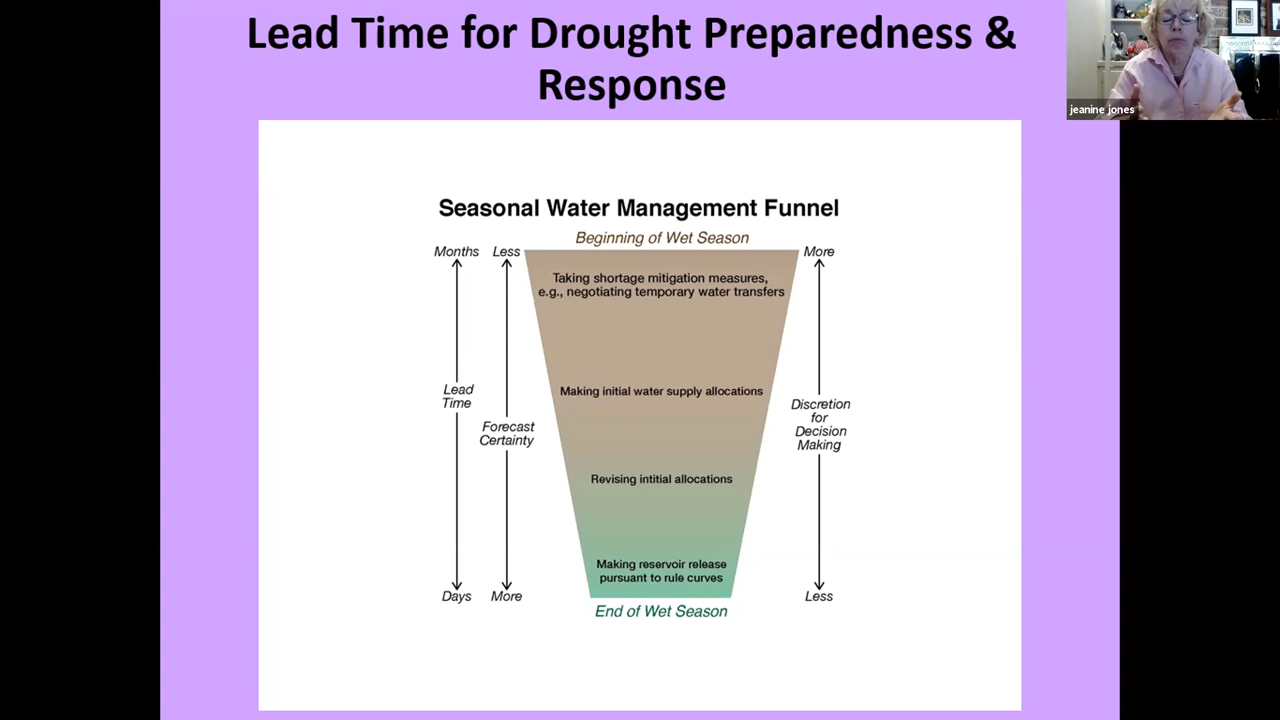 Lead Time for Drought Preparedness &
Response
jeanine jones
Seasonal Water Management Funnel
Beginning of Wet Season
Months
Less
More
Taking shortage mitigation measures,
e.g., negotiating temporary water transfers
Lead
Time
Making initial water supply allocations
Discretion
for
Decision
Making
Forecast
Certainty
Revising intitial allocations
Making reservoir release
pursuant to rule curves
Days
More
Less
End of Wet Season